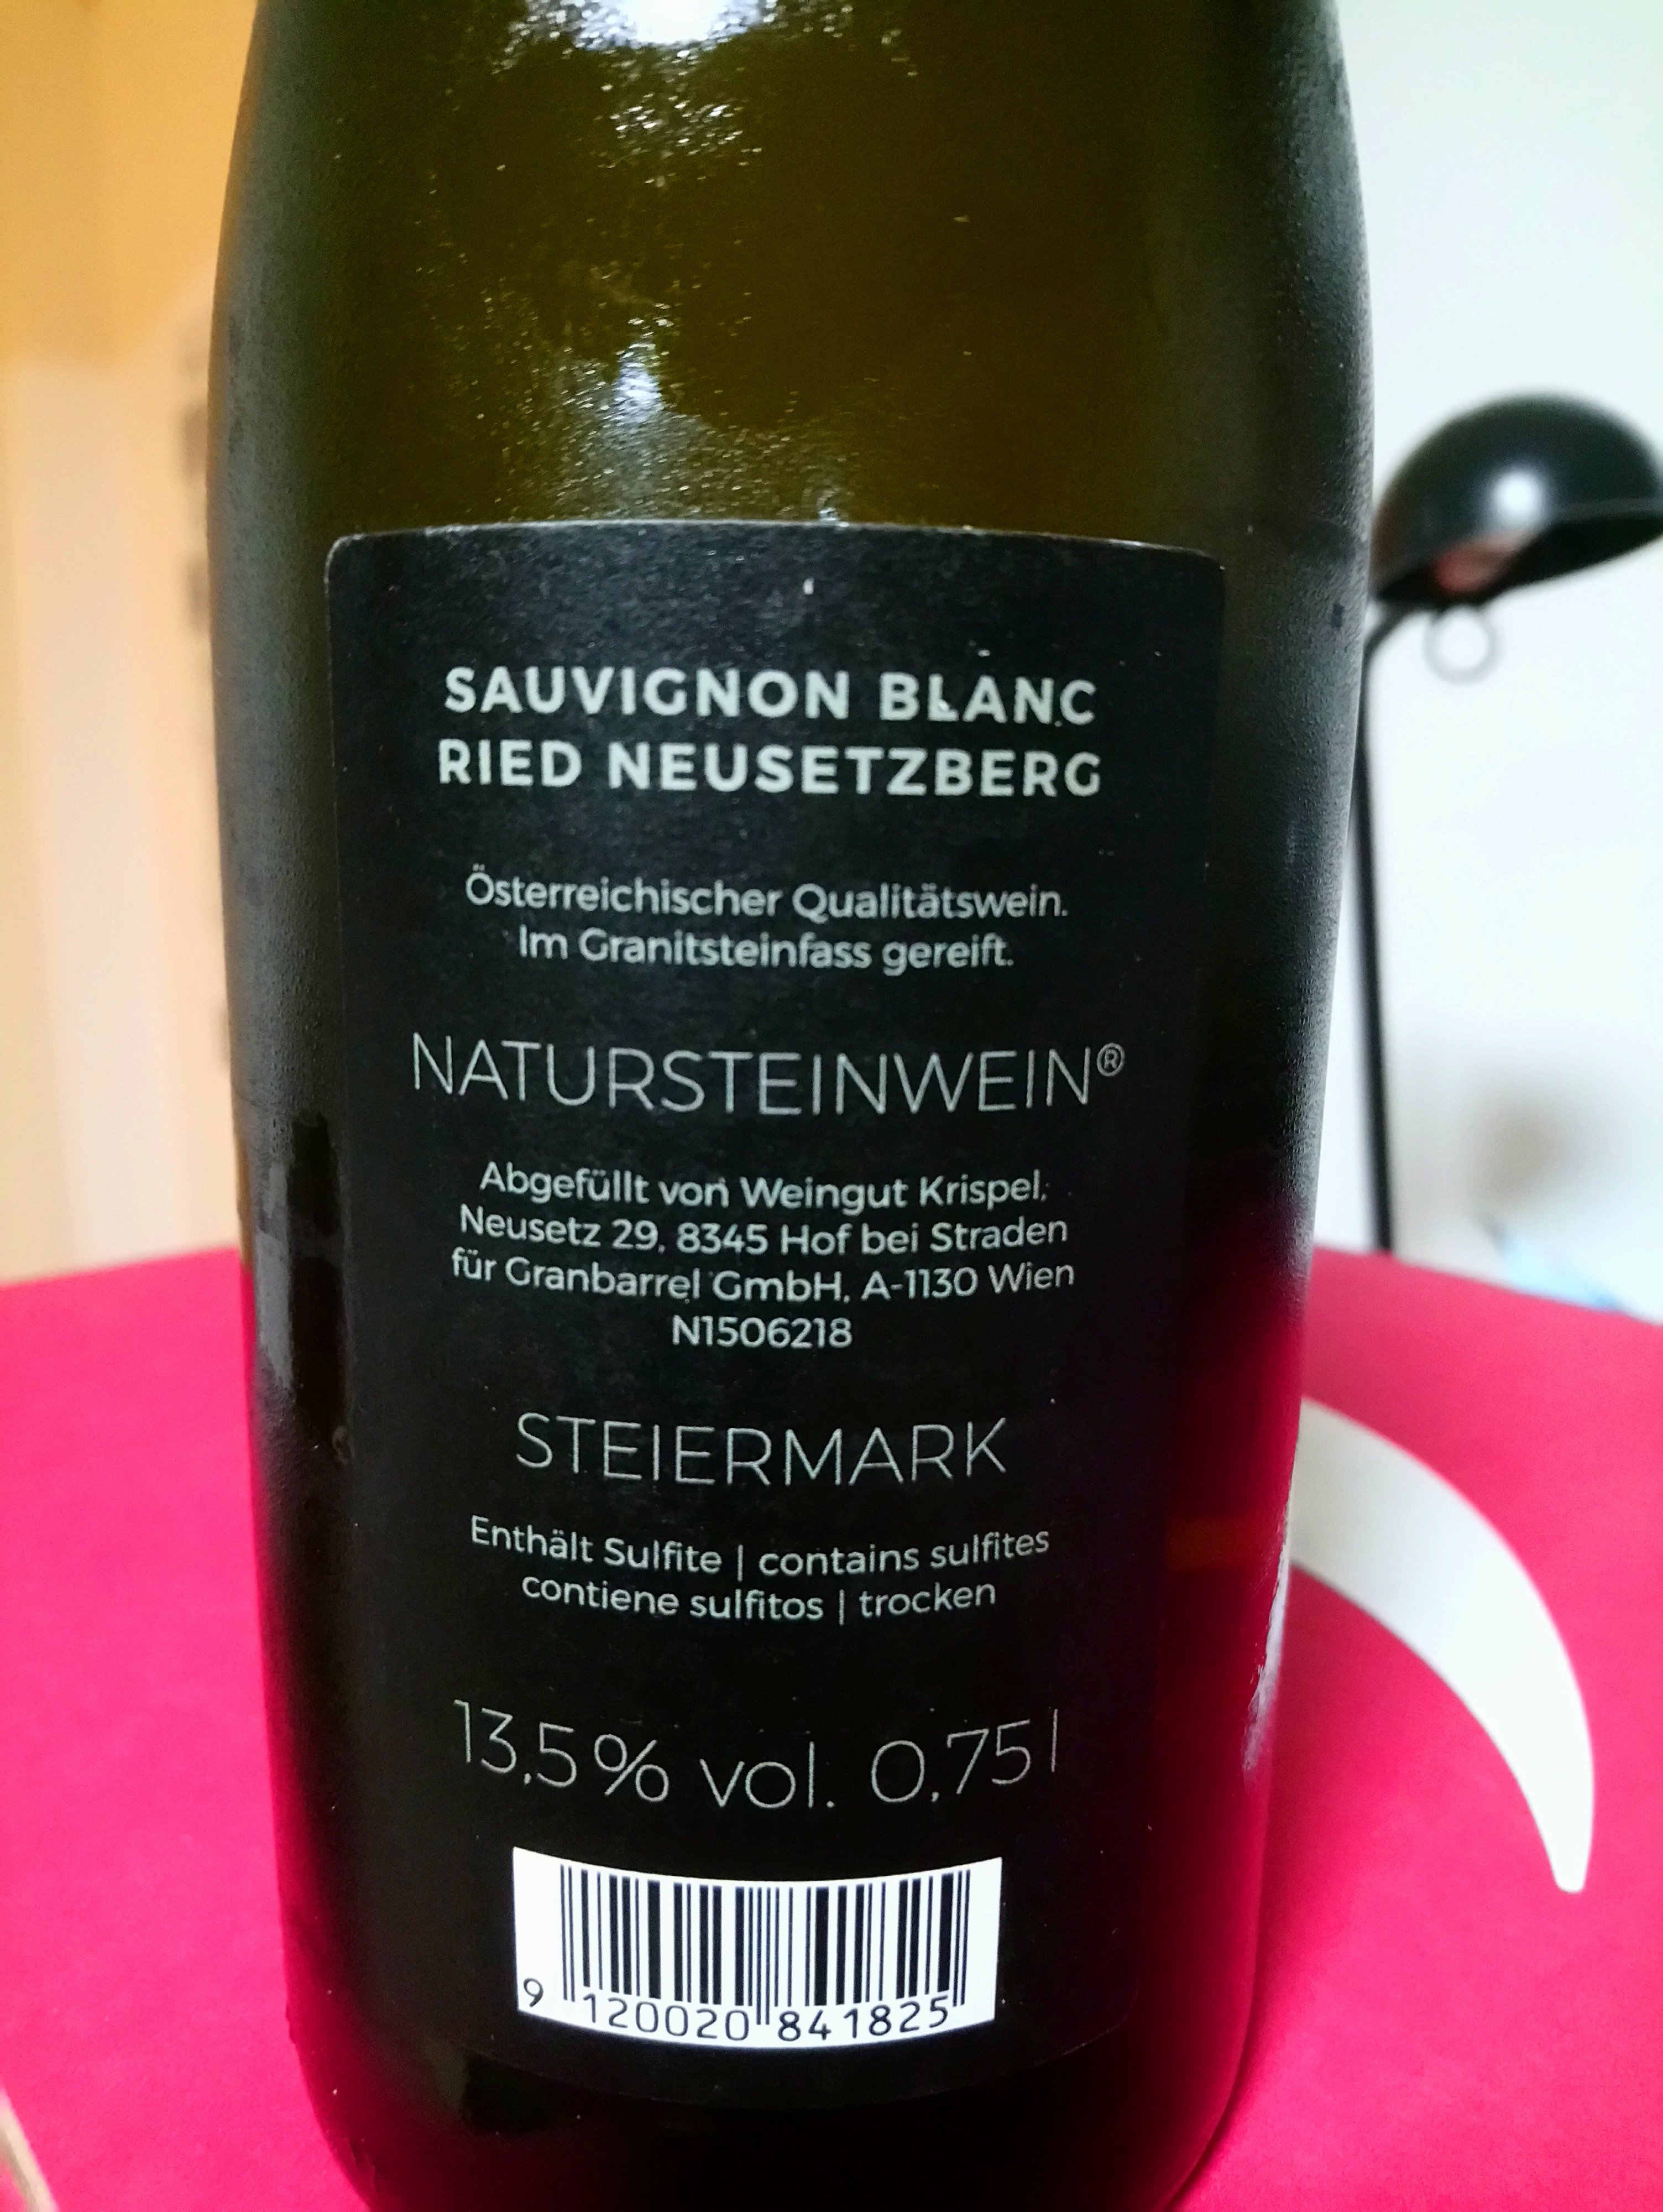 SAUVIGNON BLANC
RIED NEUSETZBERG
Österreichischer Qualitätswein.
Im Granitsteinfass gereift.
NATURSTEINWEIN®
Abgefüllt von Weingut Krispel,
Neusetz 29, 8345 Hof bei Straden
für Granbarrel GmbH, A-1130 Wien
N1506218
STEIERMARK
Enthält Sulfite | contains sulfites
contiene sulfitos | trocken
13,5% vol. 0,75 l
9 120020 841825